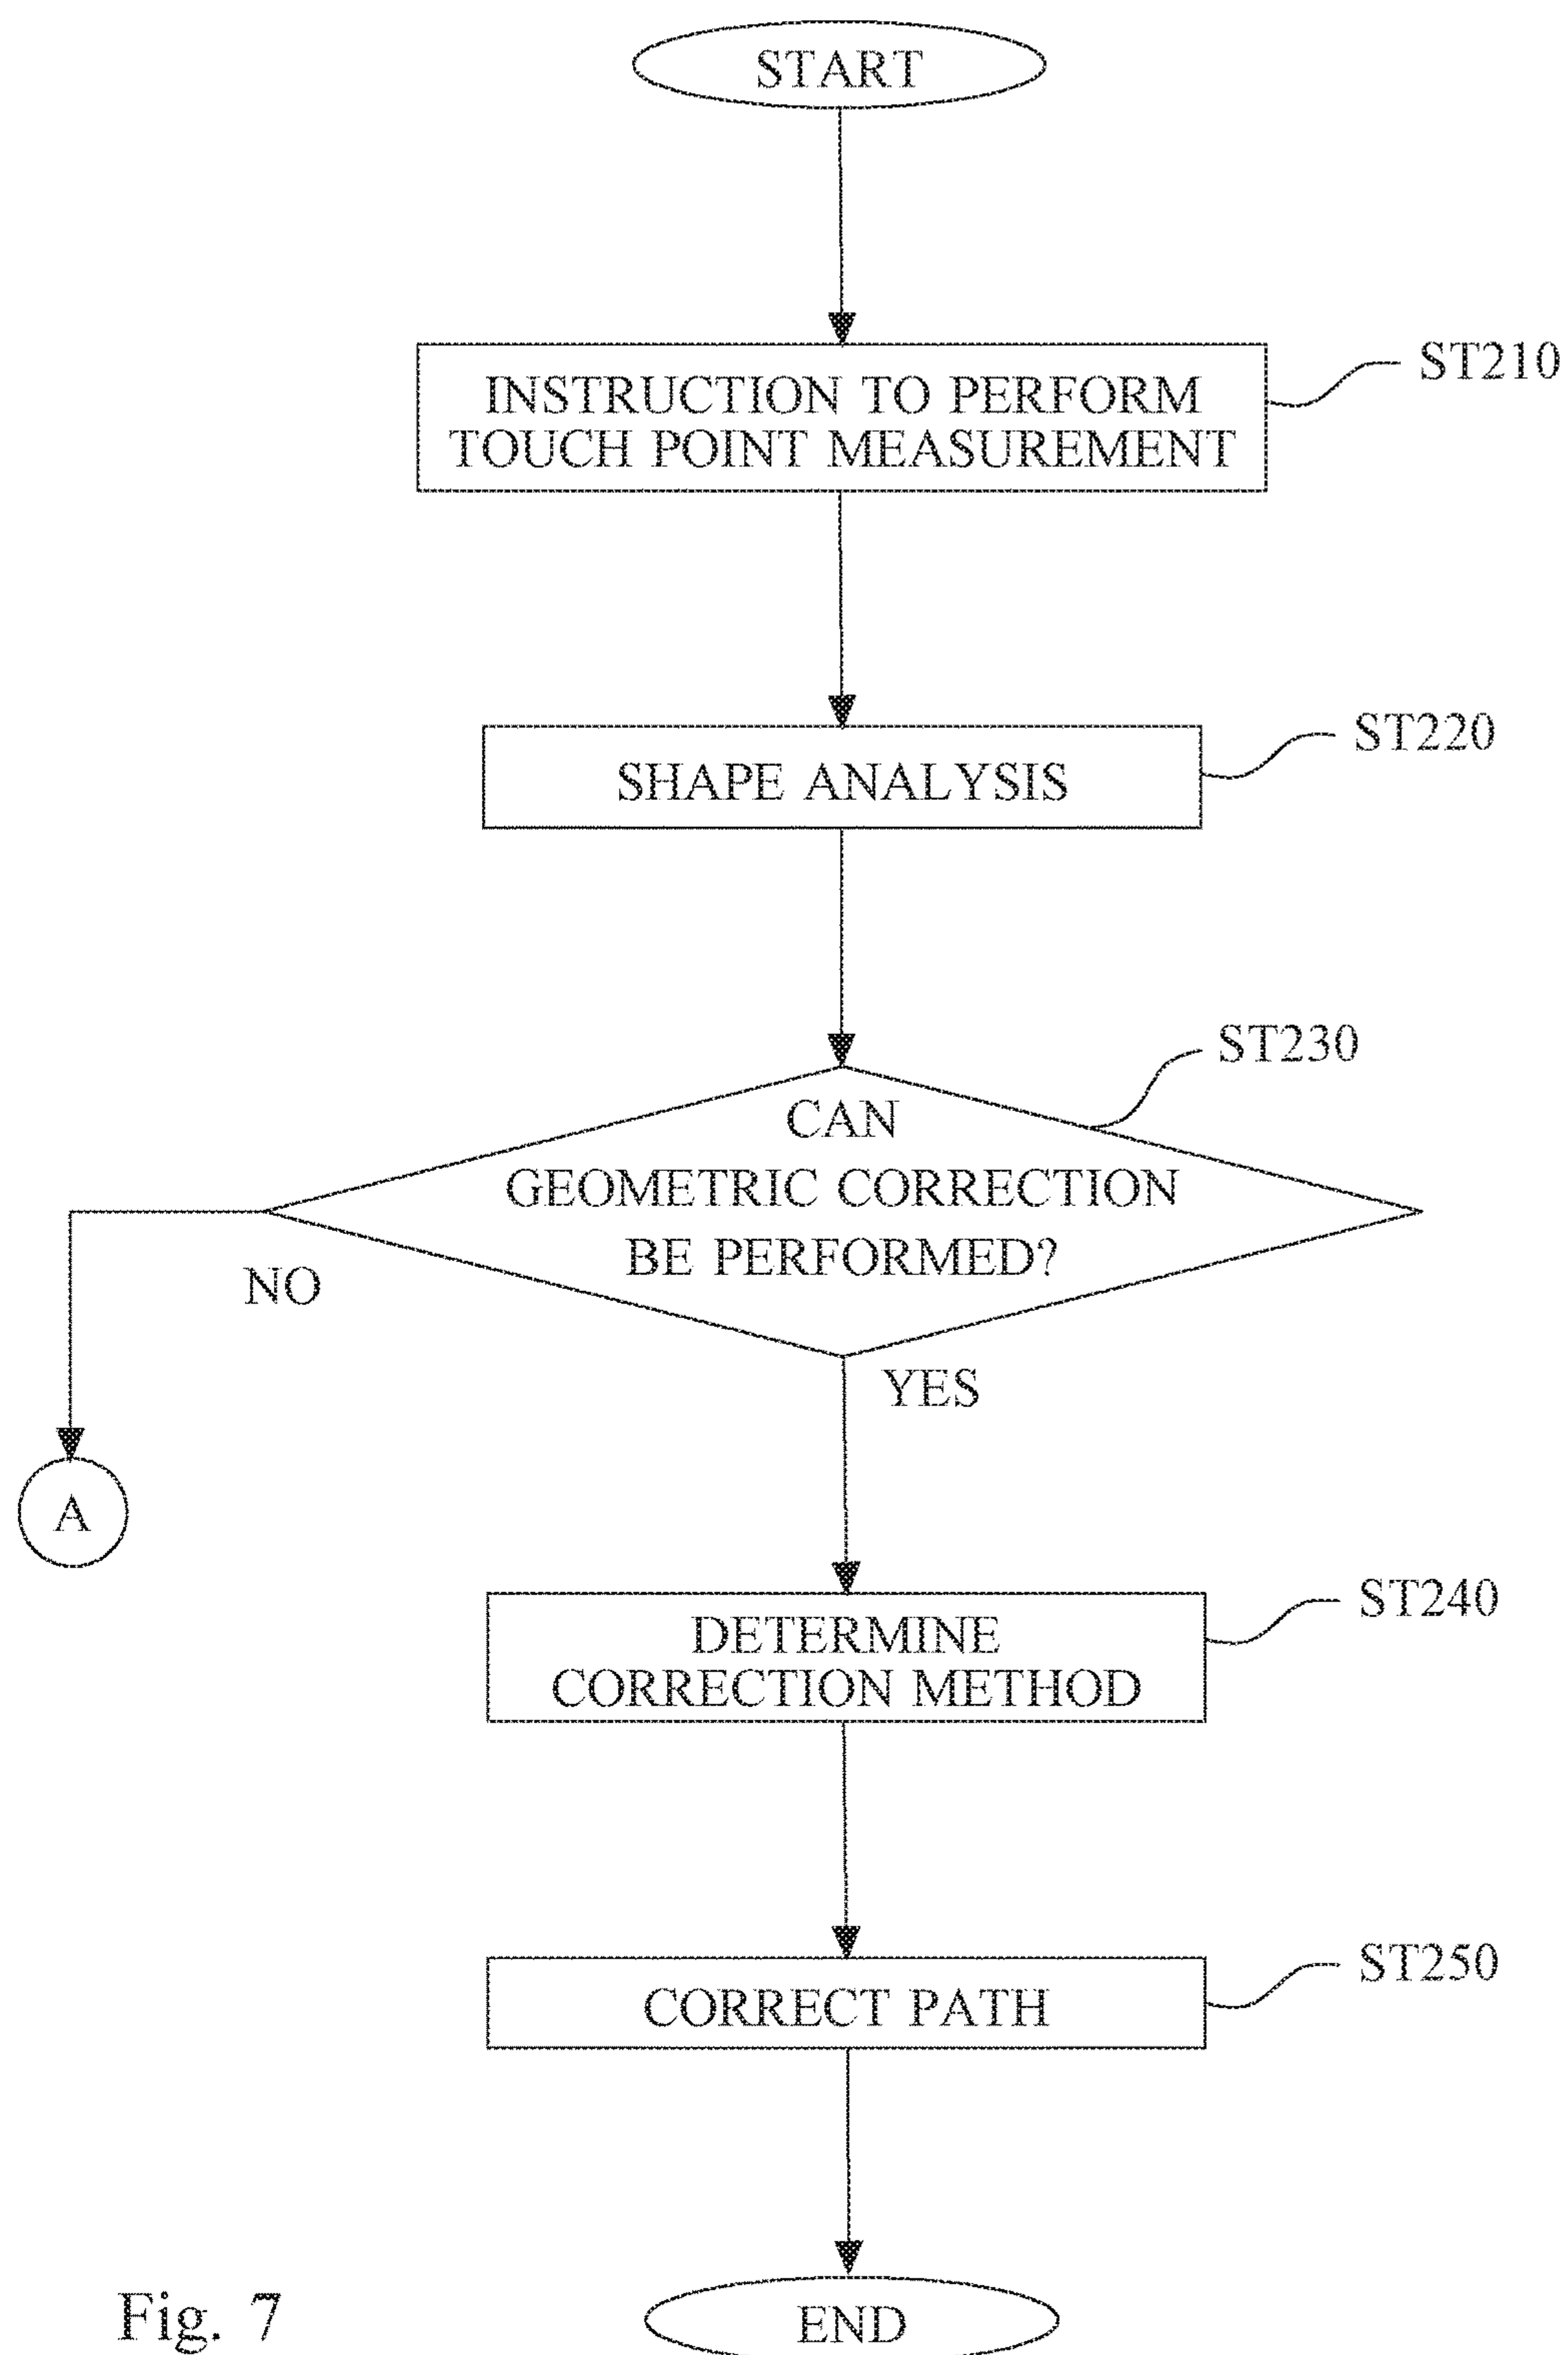 START
INSTRUCTION TO PERFORM
TOUCH POINT MEASUREMENT
ST210
SHAPE ANALYSIS
ST220
ST230
CAN
GEOMETRIC CORRECTION
BE PERFORMED?
NO
YES
A
DETERMINE
CORRECTION METHOD
ST240
CORRECT PATH
ST250
END
Fig. 7